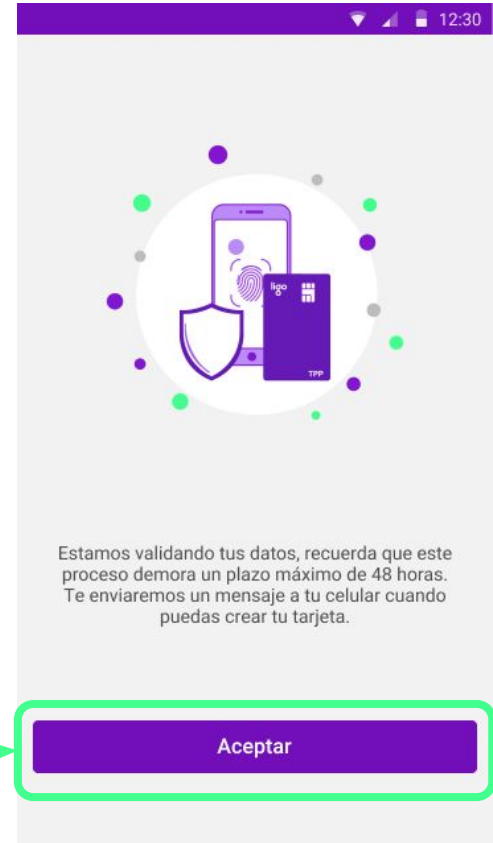 12:30
ligo
TPP
Estamos validando tus datos, recuerda que este
proceso demora un plazo máximo de 48 horas.
Te enviaremos un mensaje a tu celular cuando
puedas crear tu tarjeta.
Aceptar